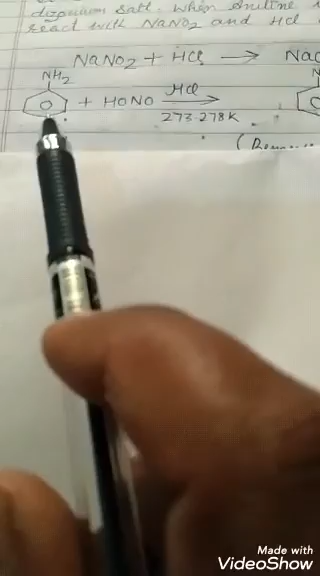 diazonium salt. When aniline
react with NaNO2 and HCl
NaNO2 + HCl → Na
NH2
+ HONO HCl →
273-278K
Made with
VideoShow